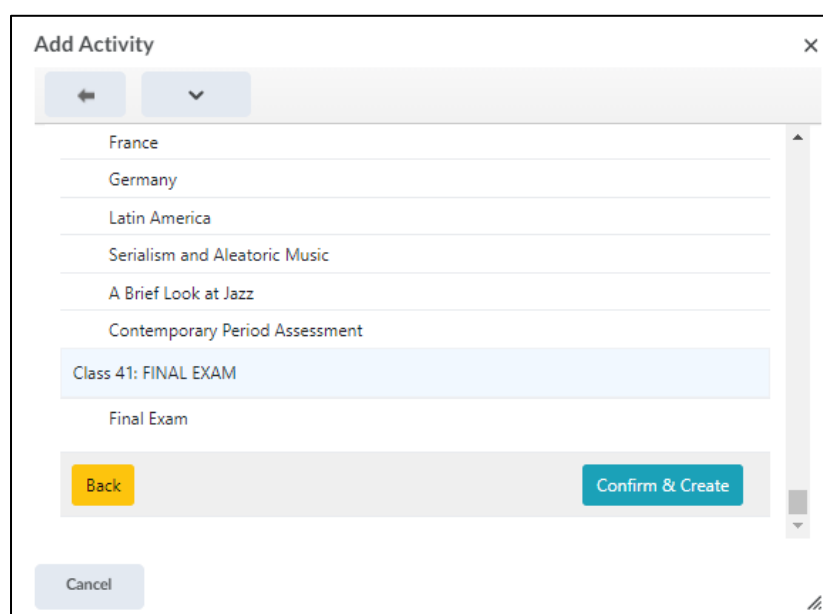 Add Activity
France
Germany
Latin America
Serialism and Aleatoric Music
A Brief Look at Jazz
Contemporary Period Assessment
Class 41: FINAL EXAM
Final Exam
Back Confirm & Create
Cancel